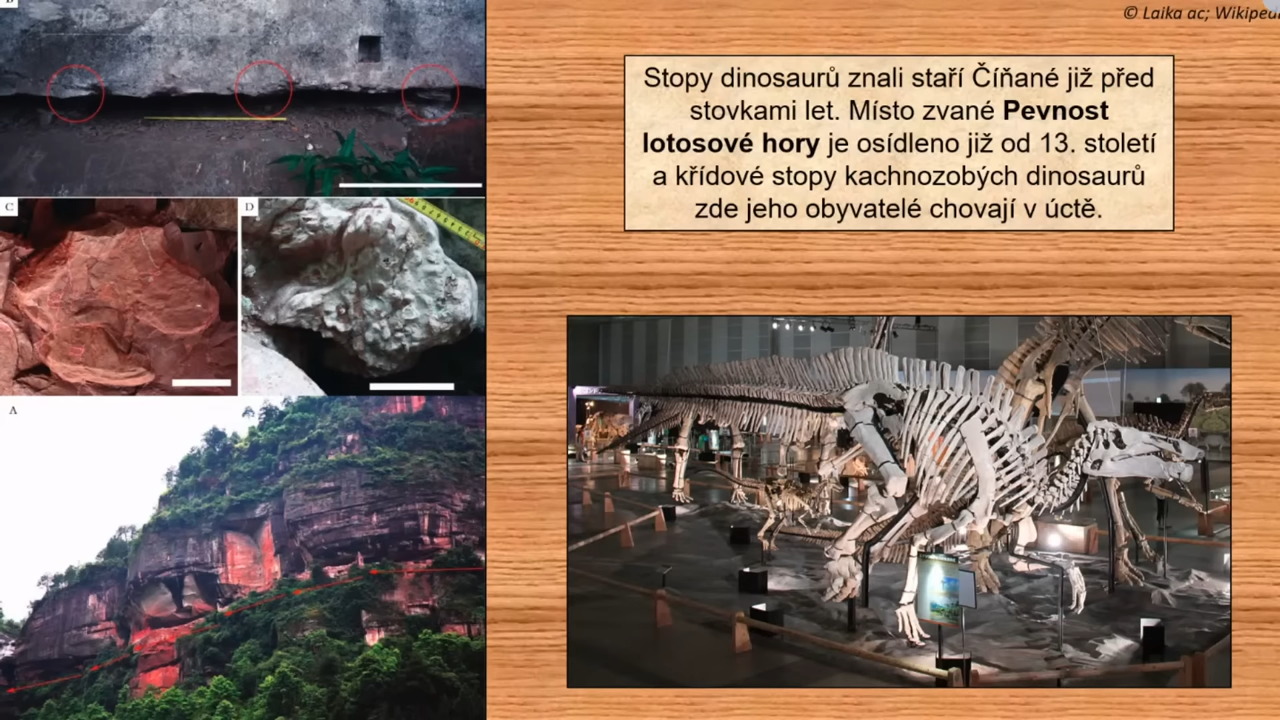 © Laika ac;
Stopy dinosaurů znali staří Číňané již před
stovkami let. Místo zvané Pevnost
lotosové hory je osídleno již od 13. století
a křídové stopy kachnozobých dinosaurů
zde jeho obyvatelé chovají v úctě.
C
D
A